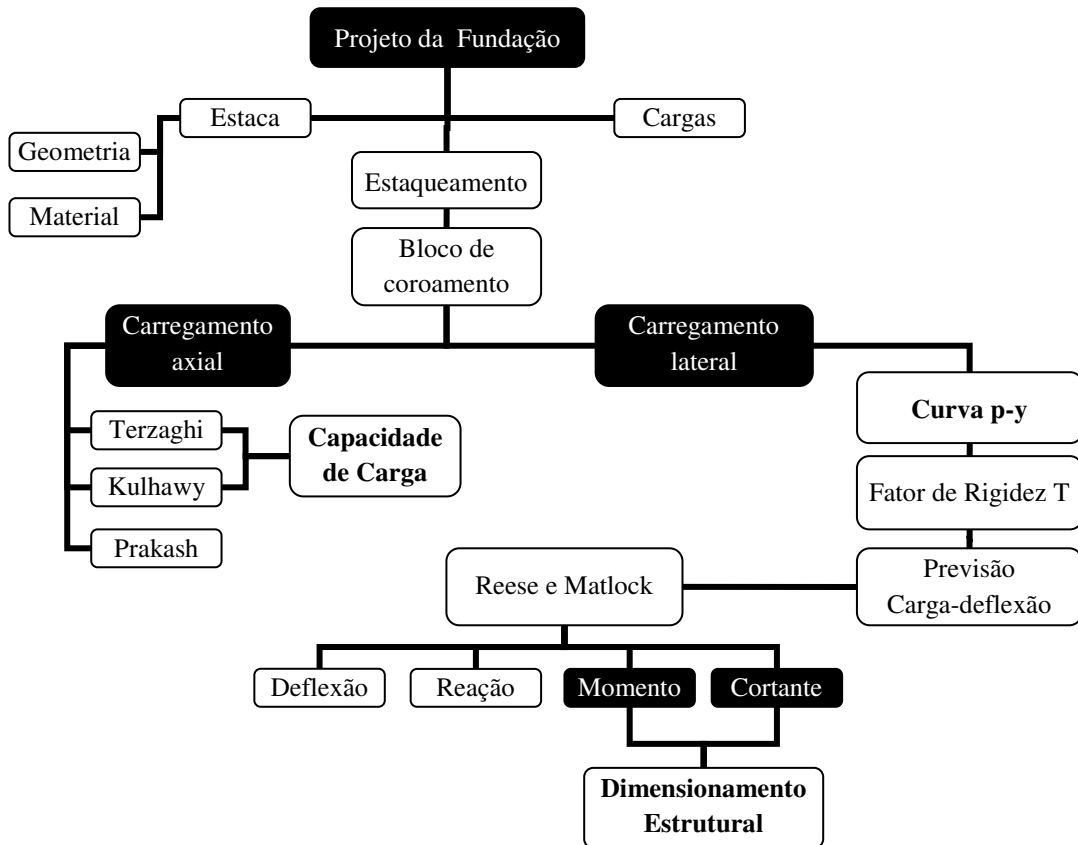 Projeto da Fundação
Estaca
Cargas
Geometria
Material
Estaqueamento
Bloco de
coroamento
Carregamento
axial
Carregamento
lateral
Terzaghi
Kulhawy
Prakash
Capacidade
de Carga
Curva p-y
Fator de Rigidez T
Previsão
Carga-deflexão
Reese e Matlock
Deflexão
Reação
Momento
Cortante
Dimensionamento
Estrutural